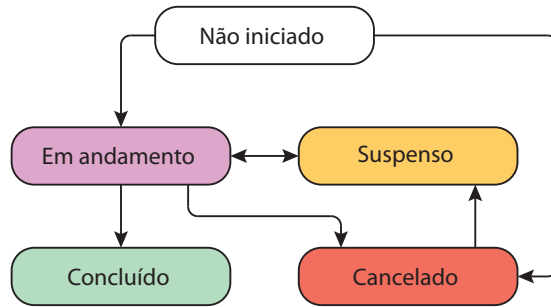 Não iniciado
Em andamento
Suspenso
Concluído
Cancelado